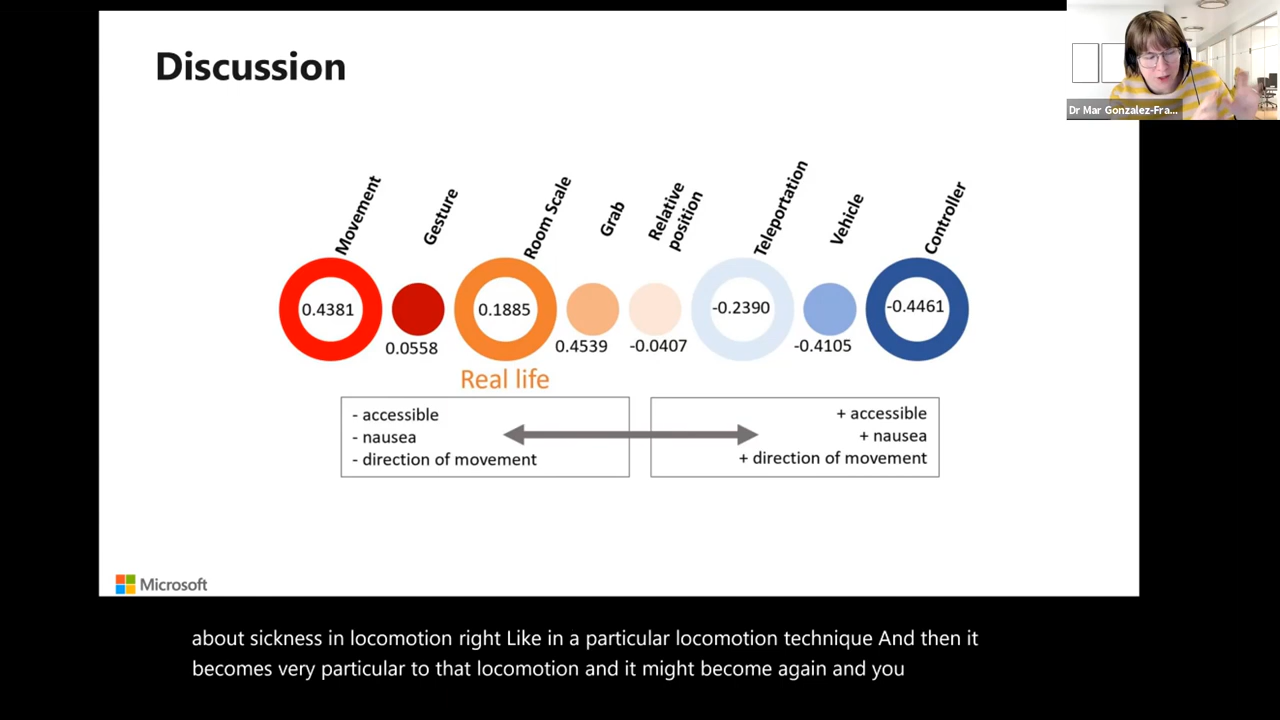 Discussion
Dr Mar Gonzalez-Fra...
Movement
Gesture
Room Scale
Grab
Relative
position
Teleportation
Vehicle
Controller
0.4381
0.0558
0.1885
0.4539
-0.0407
-0.2390
-0.4105
-0.4461
Real life
- accessible
- nausea
- direction of movement
+ accessible
+ nausea
+ direction of movement
Microsoft
about sickness in locomotion right Like in a particular locomotion technique And then it
becomes very particular to that locomotion and it might become again and you